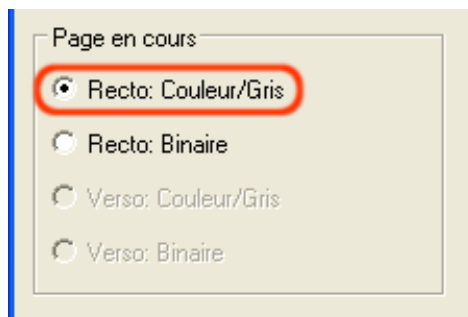 Page en cours
Recto: Couleur/Gris
Recto: Binaire
Verso: Couleur/Gris
Verso: Binaire